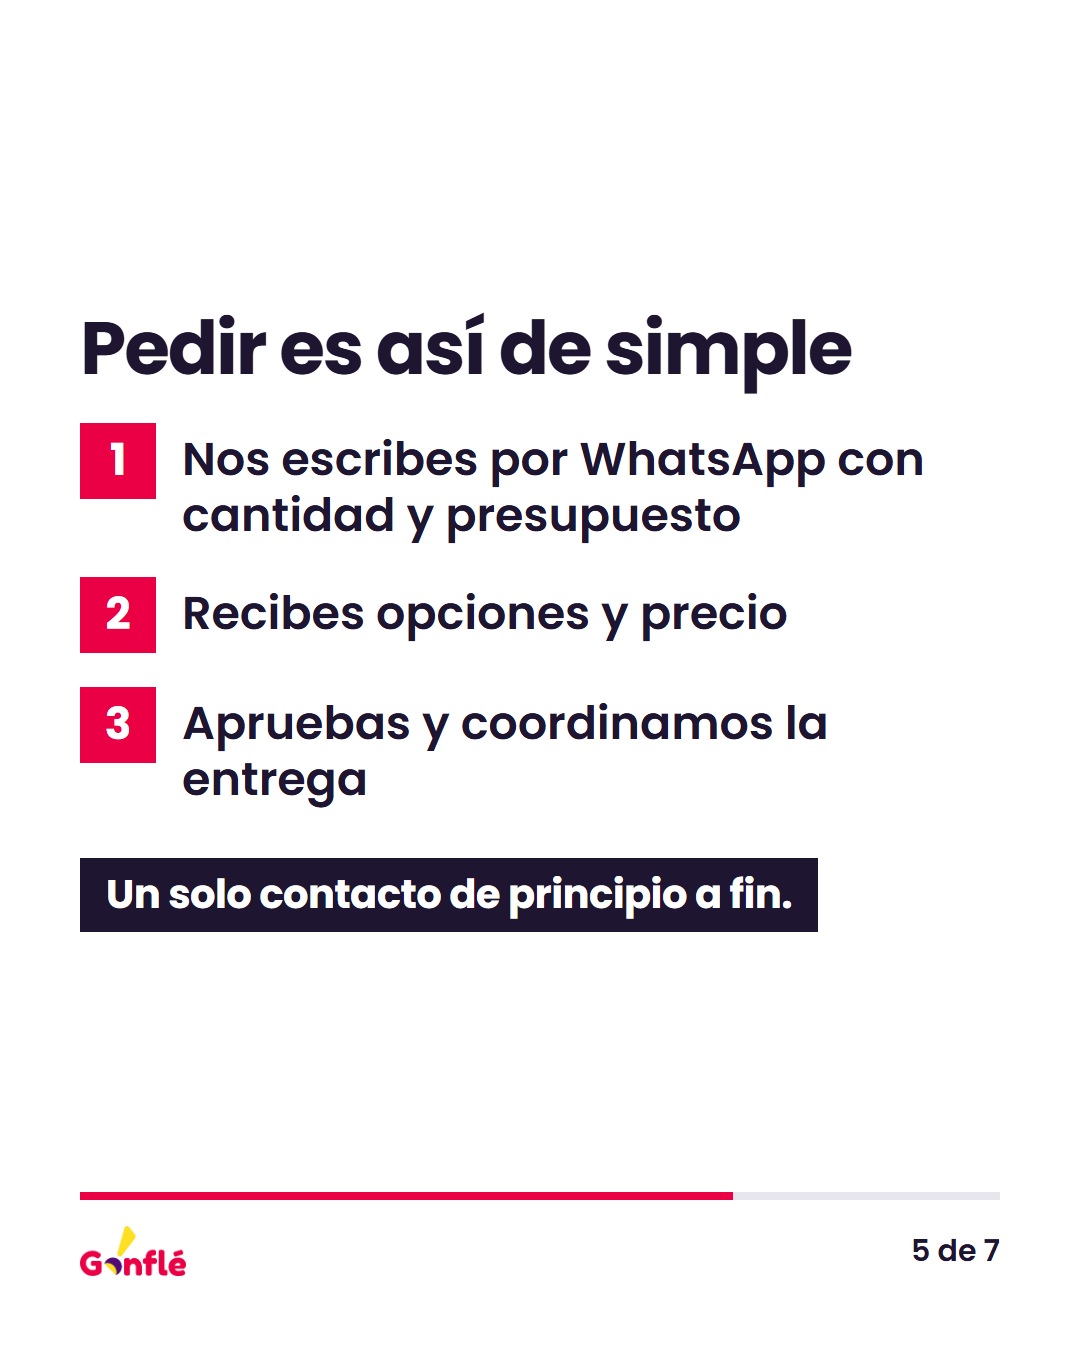 Pedir es así de simple
1
Nos escribes por WhatsApp con
cantidad y presupuesto
2
Recibes opciones y precio
3
Apruebas y coordinamos la
entrega
Un solo contacto de principio a fin.
Gonflé
5 de 7